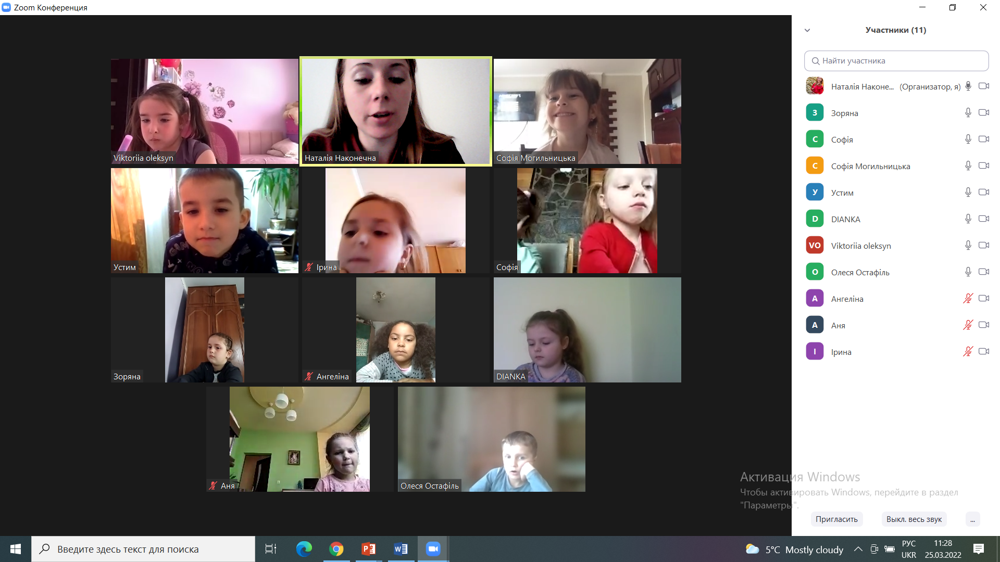 Zoom Конференция
Viktoriia oleksyn
Наталія Наконечна
Софія Могильницька
Устим
Ірина
Софія
Зоряна
Ангеліна
DIANKA
Аня
Олеся Остафіль
Участники (11)
Найти участника
Наталія Наконе... (Организатор, я)
З Зоряна
С Софія
С Софія Могильницька
У Устим
D DIANKA
VO Viktoriia oleksyn
О Олеся Остафіль
А Ангеліна
А Аня
І Ірина
Активация Windows
Чтобы активировать Windows, перейдите в раздел
"Параметры".
Пригласить Выкл. весь звук ...
Введите здесь текст для поиска
5°C Mostly cloudy
РУС
UKR
11:28
25.03.2022